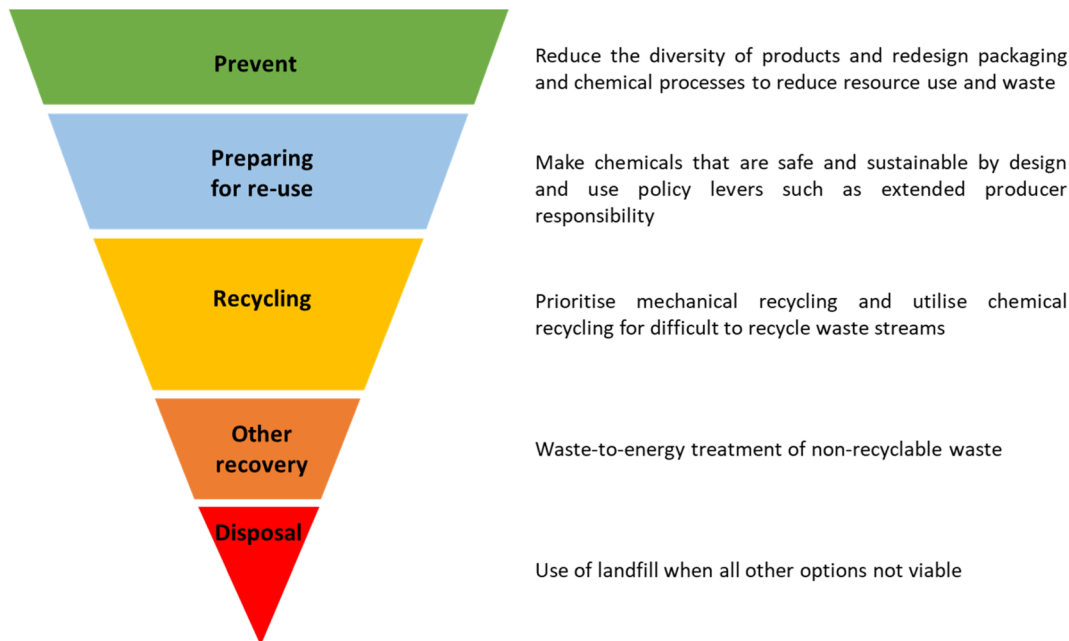 Prevent
Reduce the diversity of products and redesign packaging
and chemical processes to reduce resource use and waste
Preparing
for re-use
Make chemicals that are safe and sustainable by design
and use policy levers such as extended producer
responsibility
Recycling
Prioritise mechanical recycling and utilise chemical
recycling for difficult to recycle waste streams
Other
recovery
Waste-to-energy treatment of non-recyclable waste
Disposal
Use of landfill when all other options not viable